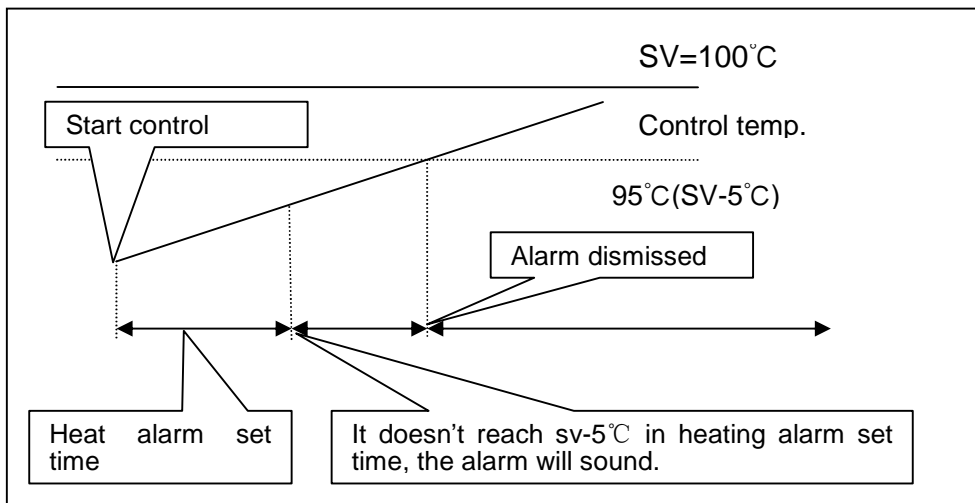 SV=100℃
Start control
Control temp.
95℃(SV-5℃)
Alarm dismissed
Heat alarm set
time
It doesn't reach sv-5℃ in heating alarm set
time, the alarm will sound.